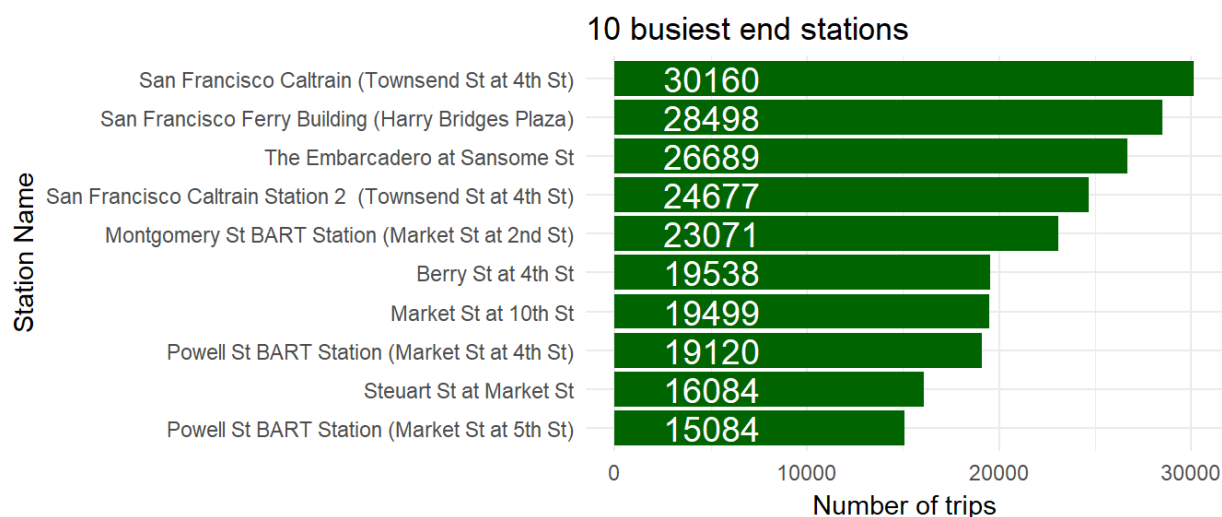 10 busiest end stations
Station Name
San Francisco Caltrain (Townsend St at 4th St) 30160
San Francisco Ferry Building (Harry Bridges Plaza) 28498
The Embarcadero at Sansome St 26689
San Francisco Caltrain Station 2  (Townsend St at 4th St) 24677
Montgomery St BART Station (Market St at 2nd St) 23071
Berry St at 4th St 19538
Market St at 10th St 19499
Powell St BART Station (Market St at 4th St) 19120
Steuart St at Market St 16084
Powell St BART Station (Market St at 5th St) 15084
0 10000 20000 30000
Number of trips